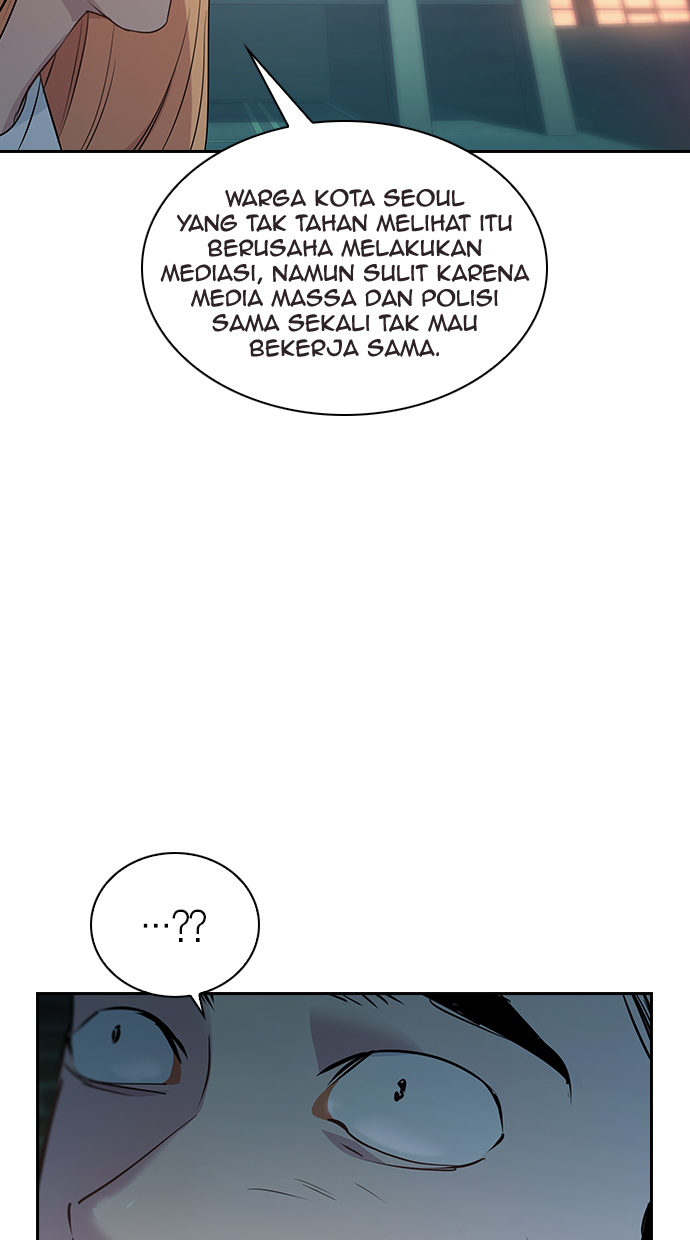 WARGA KOTA SEOUL
YANG TAK TAHAN MELIHAT ITU
BERUSAHA MELAKUKAN
MEDIASI, NAMUN SULIT KARENA
MEDIA MASSA DAN POLISI
SAMA SEKALI TAK MAU
BEKERJA SAMA.
…??